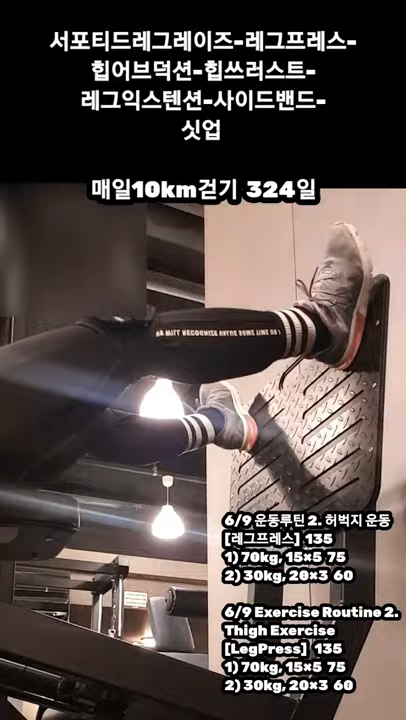 서포티드레그레이즈-레그프레스-
힙어브덕션-힙쓰러스트-
레그익스텐션-사이드밴드-
싯업
매일10km걷기 324일
6/9 운동루틴 2. 허벅지 운동
[레그프레스] 135
1) 70kg, 15×5 75
2) 30kg, 20×3 60
6/9 Exercise Routine 2.
Thigh Exercise
[LegPress] 135
1) 70kg, 15×5 75
2) 30kg, 20×3 60